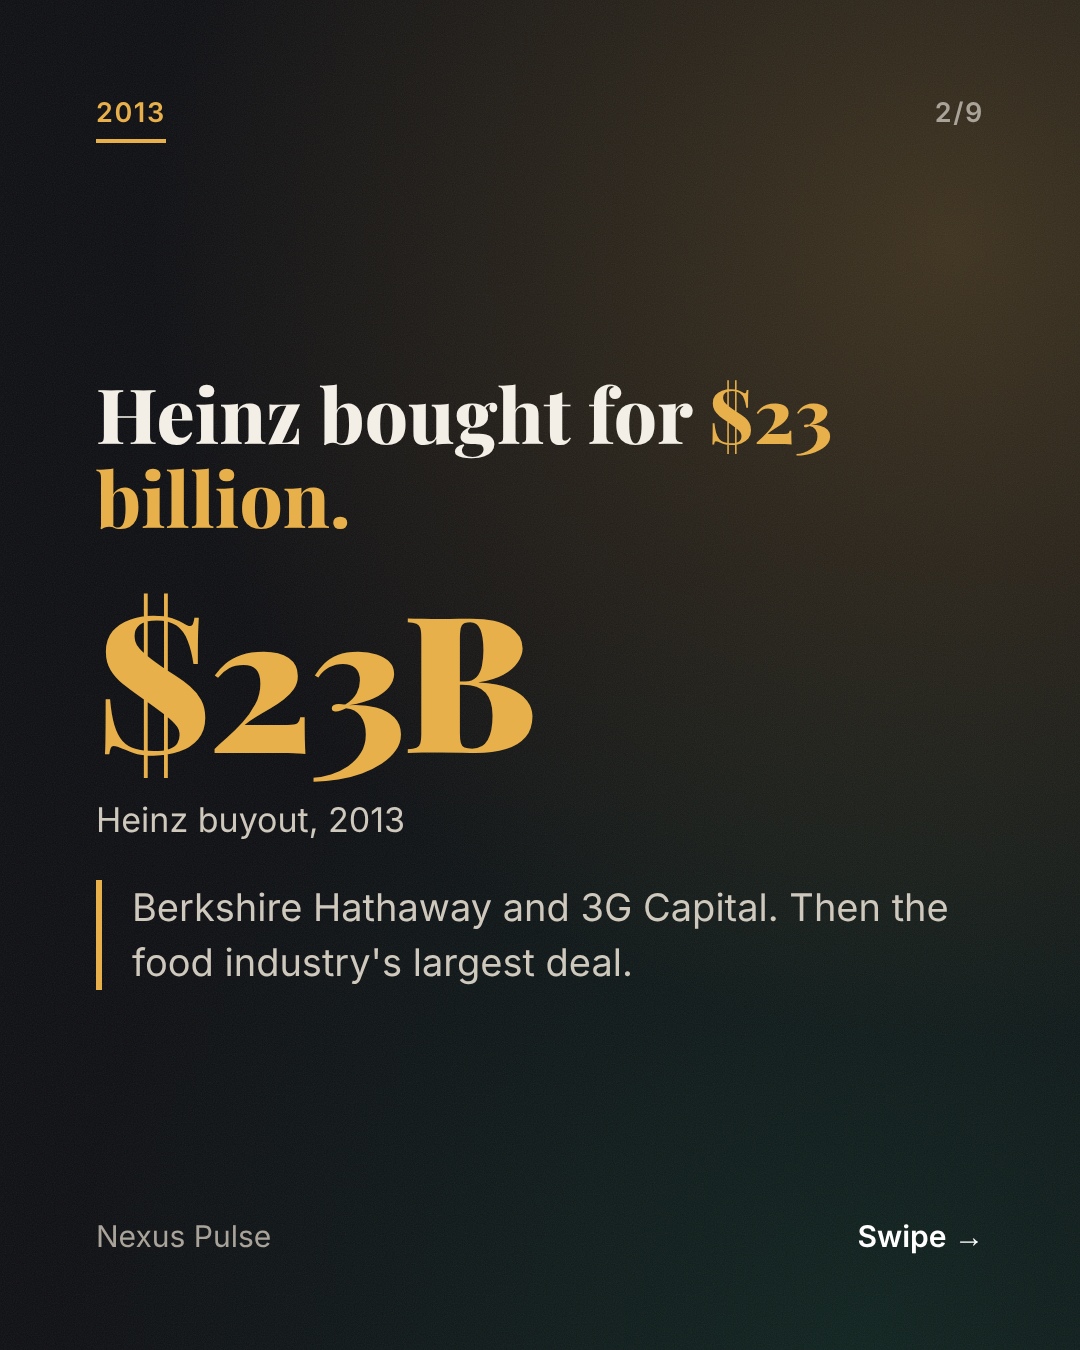 2013
2/9
Heinz bought for $23
billion.
$23B
Heinz buyout, 2013
Berkshire Hathaway and 3G Capital. Then the
food industry's largest deal.
Nexus Pulse
Swipe →